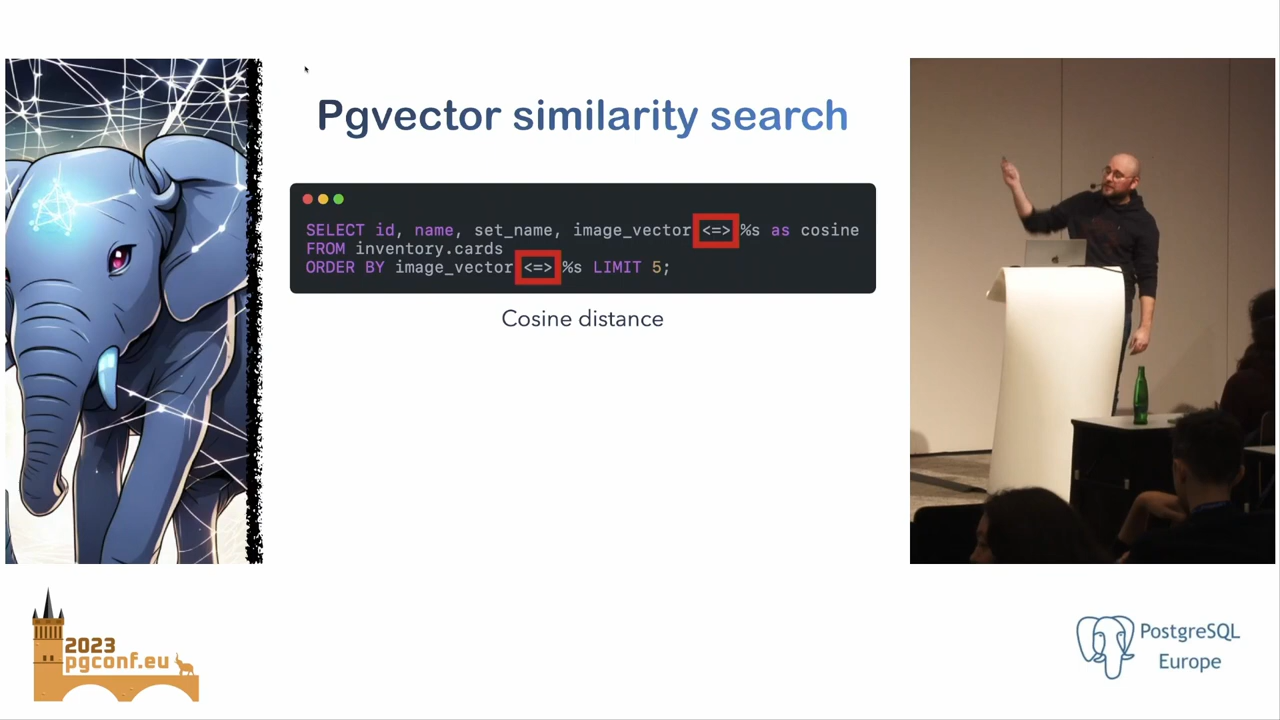 Pgvector similarity search
SELECT id, name, set_name, image_vector <=> %s as cosine
FROM inventory.cards
ORDER BY image_vector <=> %s LIMIT 5;
Cosine distance
2023
pgconf.eu
PostgreSQL
Europe